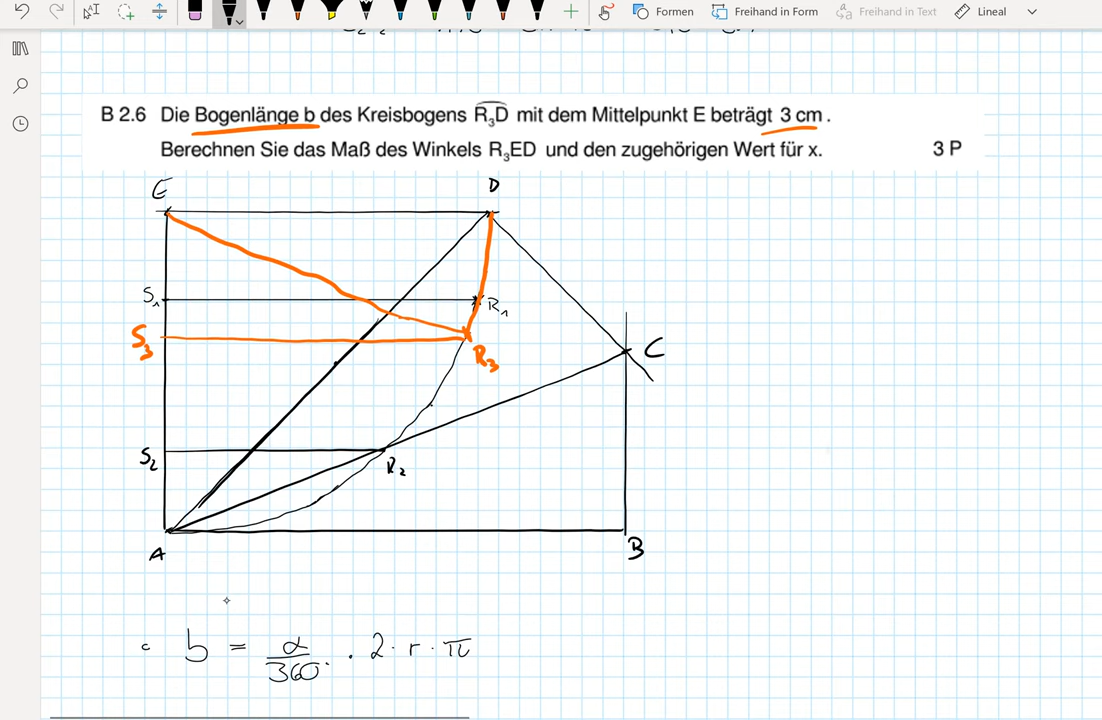 Formen Freihand in Form Freihand in Text Lineal
B 2.6 Die Bogenlänge b des Kreisbogens R₃D mit dem Mittelpunkt E beträgt 3 cm.
Berechnen Sie das Maß des Winkels R₃ED und den zugehörigen Wert für x. 3 P
E D
S₁ R₁
S₃ R₃ C
S₂ R₂
A B
b = α/360° · 2 · r · π